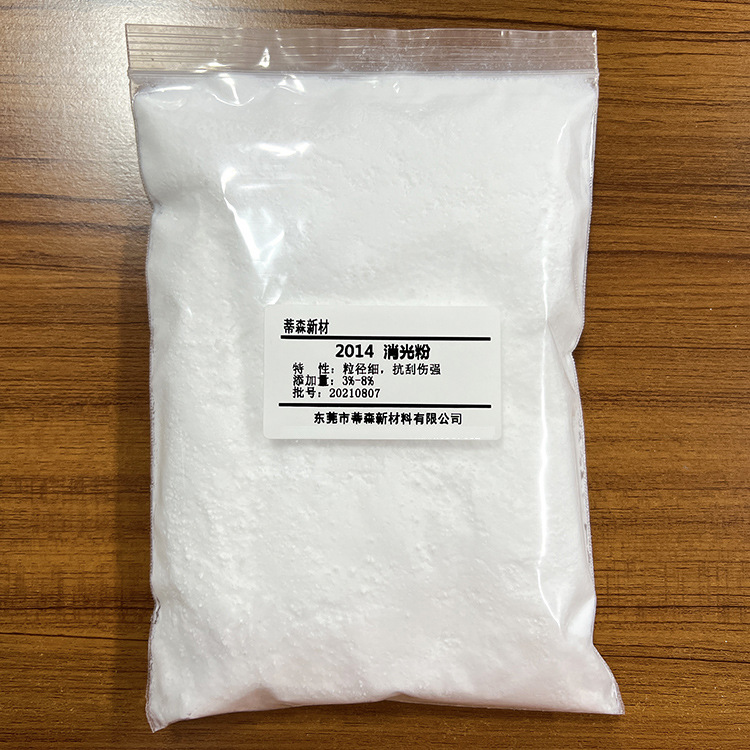 蒂森新材
2014 消光粉
特 性：粒径细，抗刮伤强
添加量：3%-8%
批号：20210807
东莞市蒂森新材料有限公司